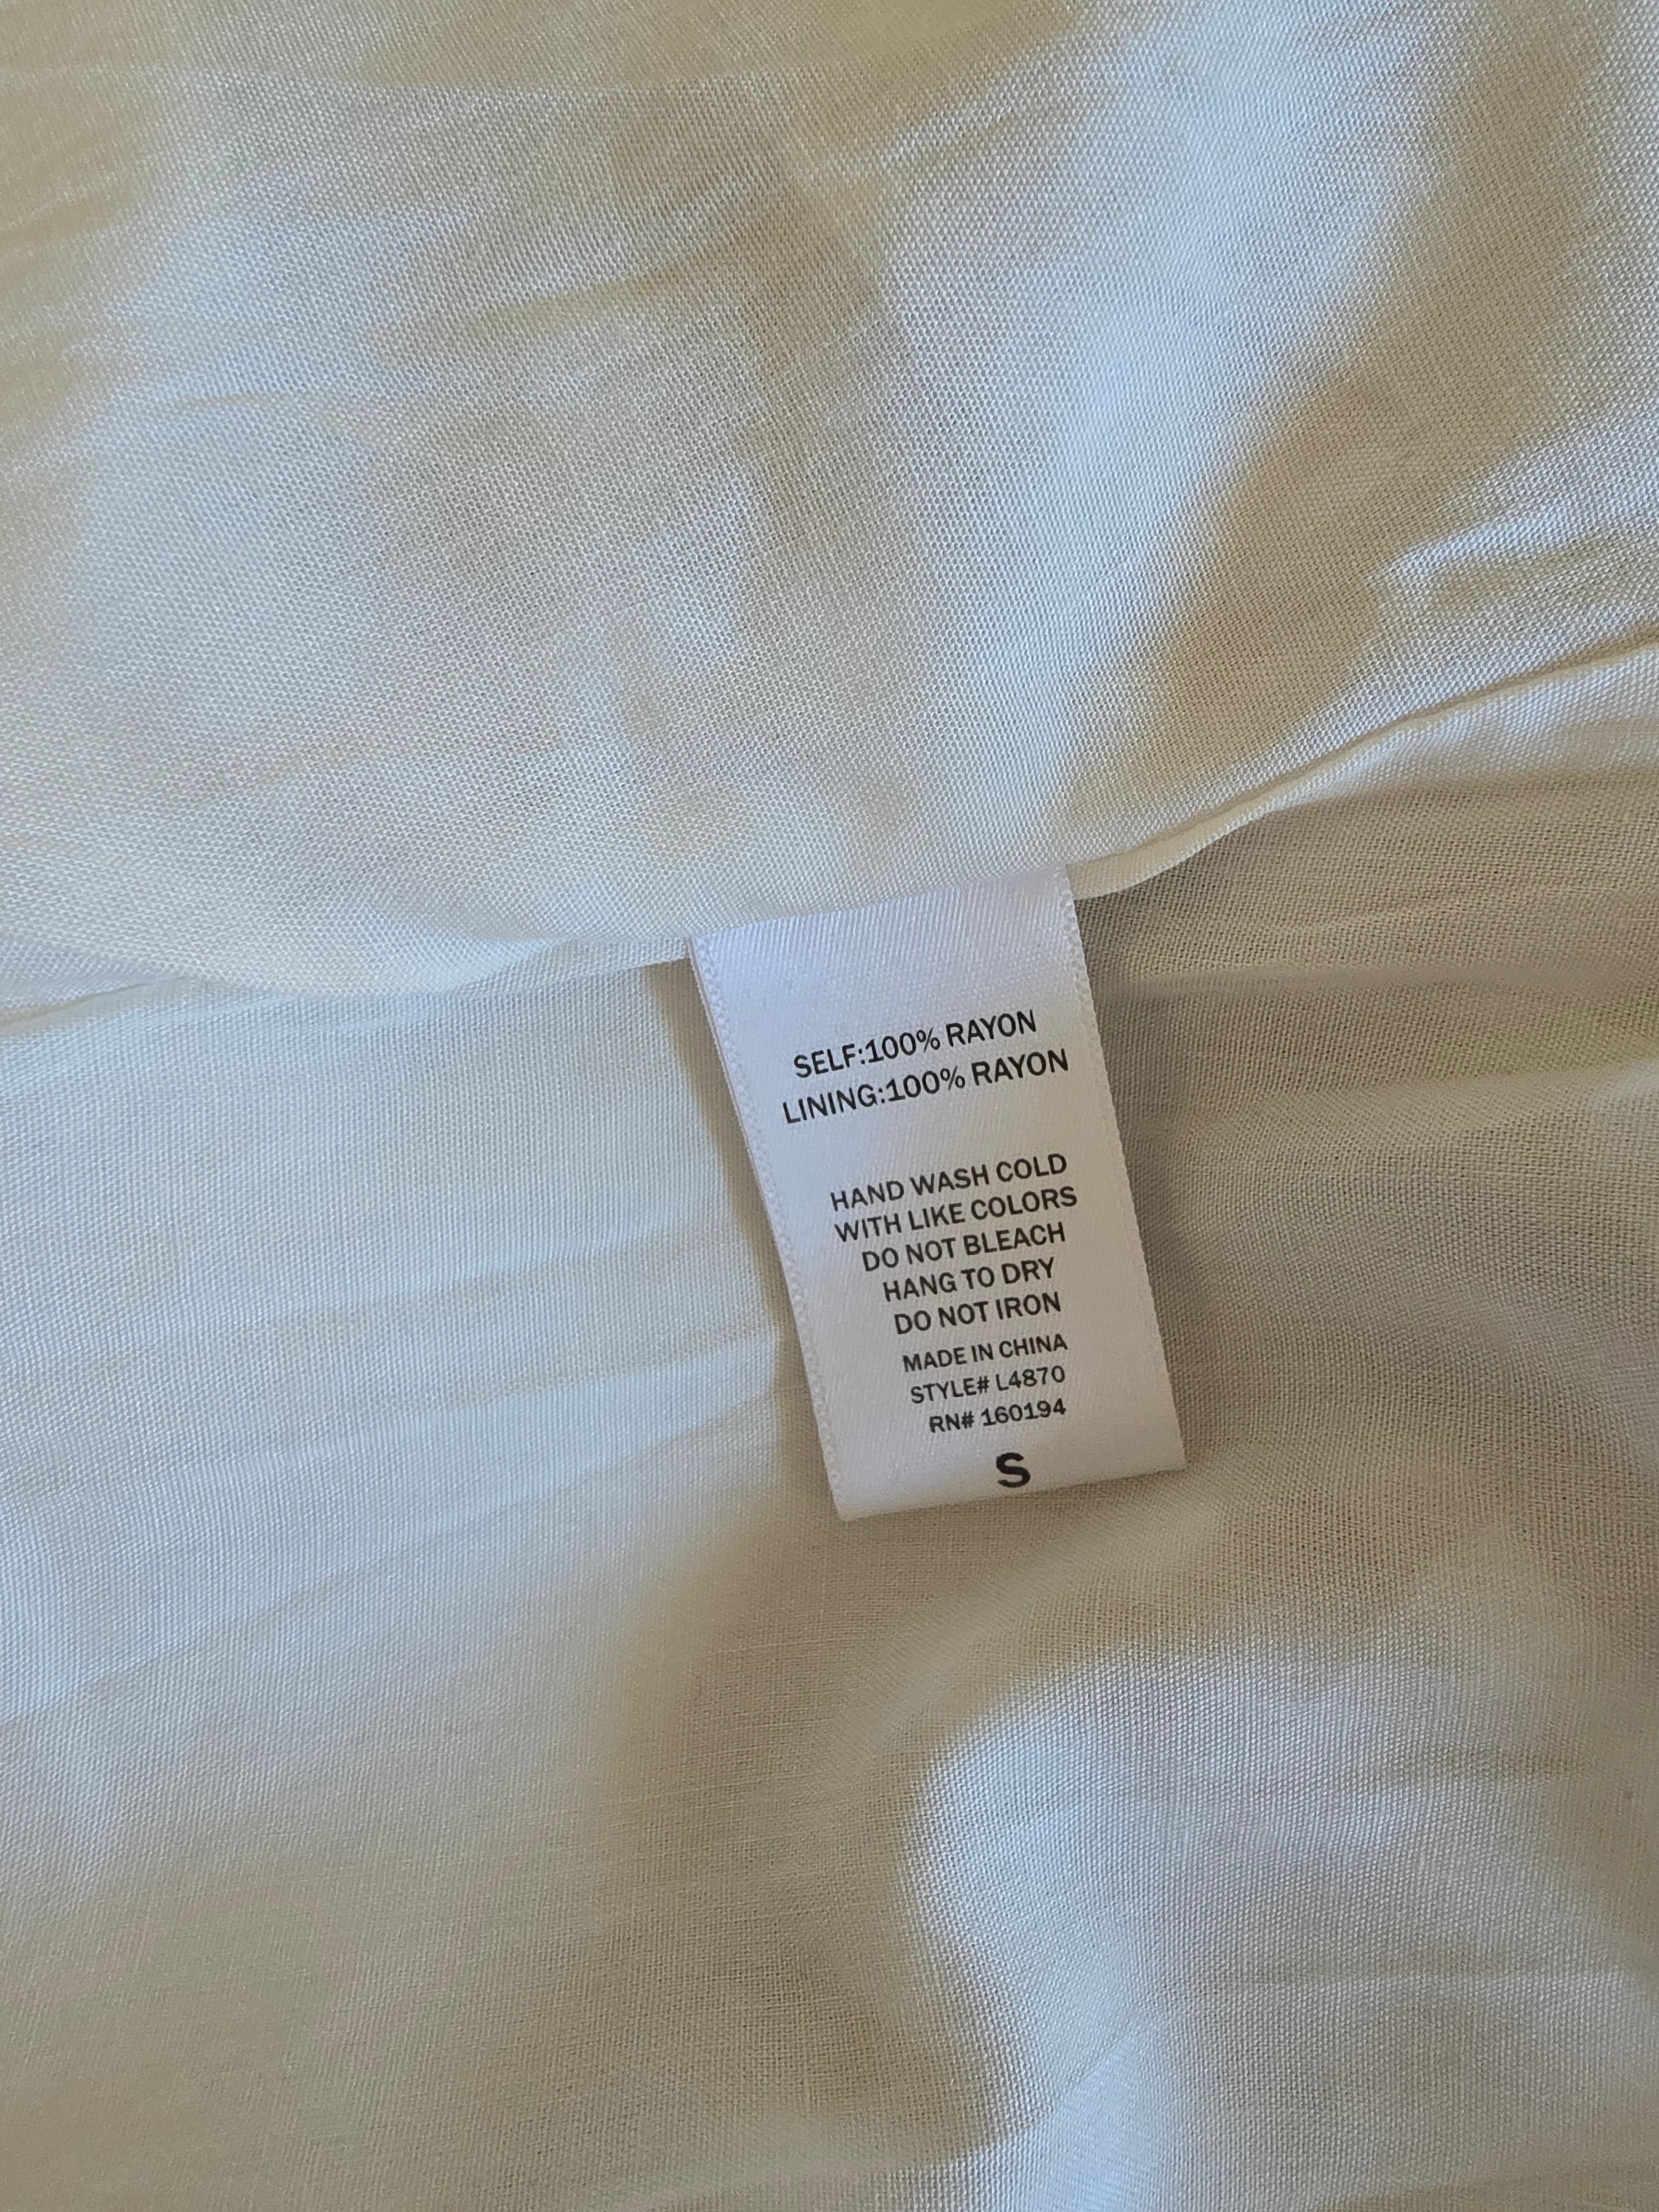 SELF:100% RAYON
LINING:100% RAYON
HAND WASH COLD
WITH LIKE COLORS
DO NOT BLEACH
HANG TO DRY
DO NOT IRON
MADE IN CHINA
STYLE# L4870
RN# 160194
S